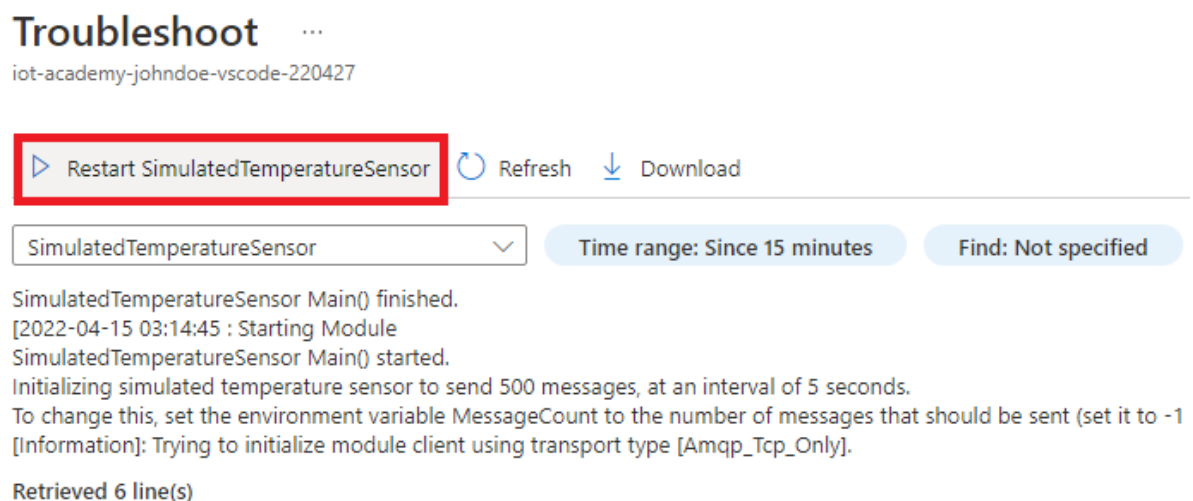 Troubleshoot ...
iot-academy-johndoe-vscode-220427
Restart SimulatedTemperatureSensor Refresh Download
SimulatedTemperatureSensor Time range: Since 15 minutes Find: Not specified
SimulatedTemperatureSensor Main() finished.
[2022-04-15 03:14:45 : Starting Module
SimulatedTemperatureSensor Main() started.
Initializing simulated temperature sensor to send 500 messages, at an interval of 5 seconds.
To change this, set the environment variable MessageCount to the number of messages that should be sent (set it to -1
[Information]: Trying to initialize module client using transport type [Amqp_Tcp_Only].
Retrieved 6 line(s)